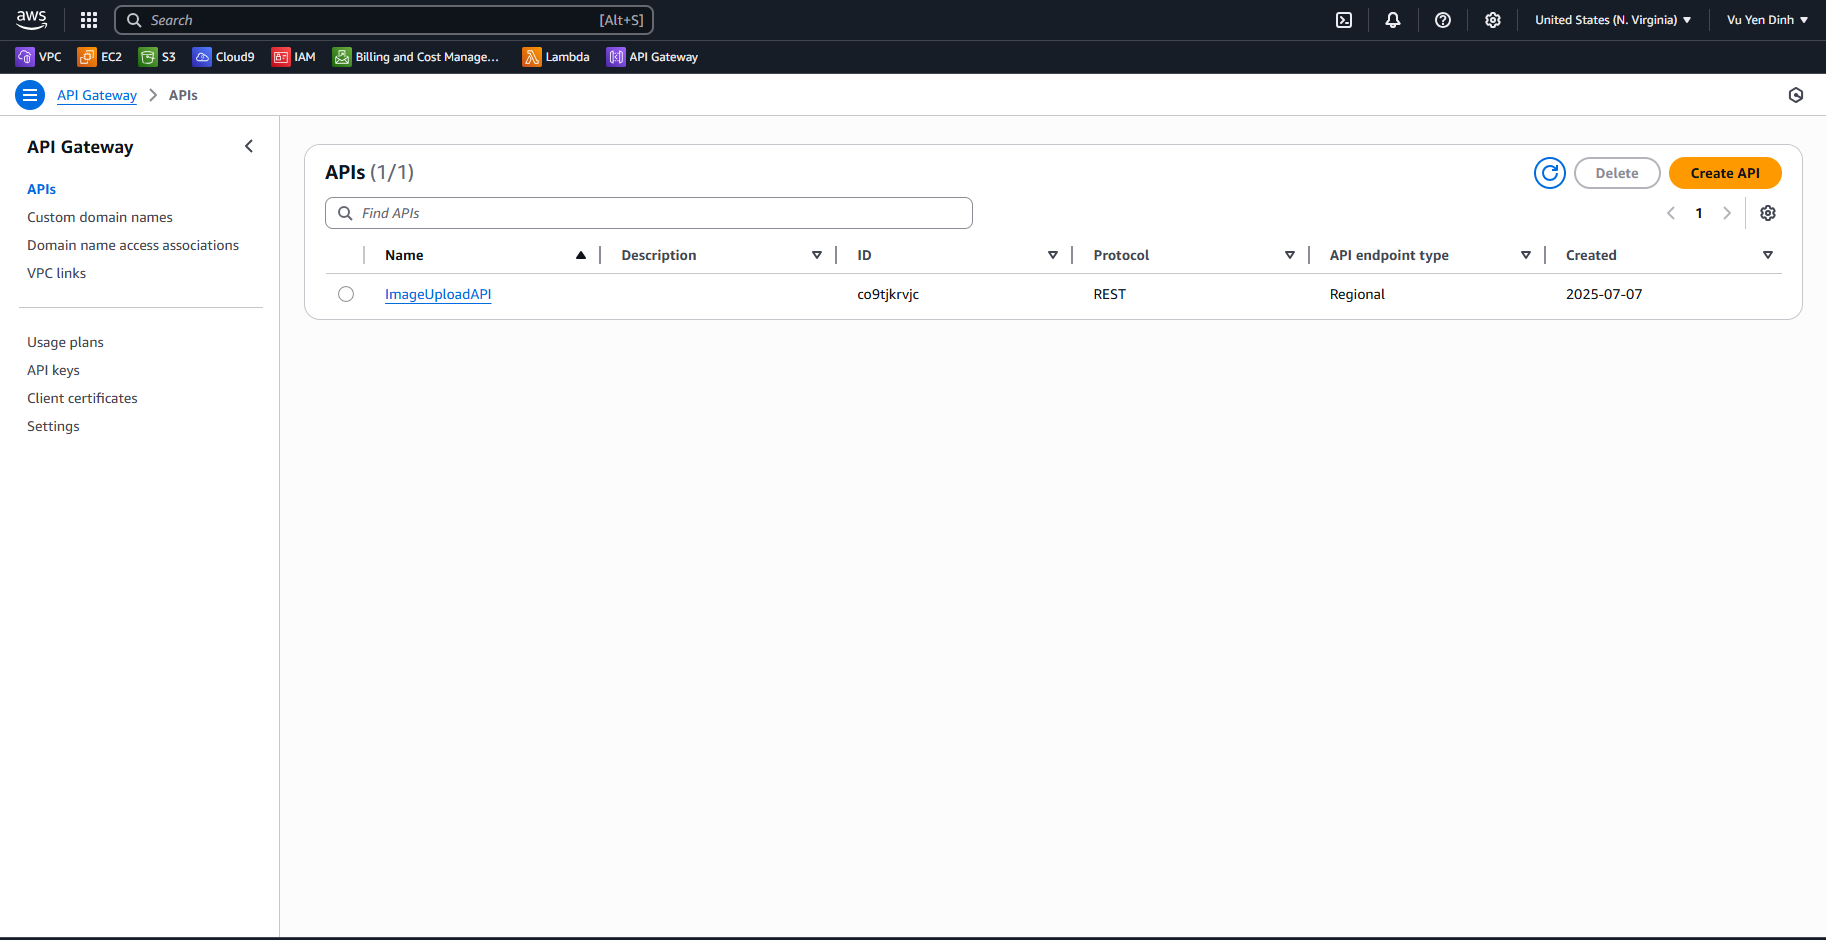 aws Search [Alt+S] United States (N. Virginia) Vu Yen Dinh
VPC EC2 S3 Cloud9 IAM Billing and Cost Manage... Lambda API Gateway
API Gateway APIs
API Gateway
APIs
Custom domain names
Domain name access associations
VPC links
Usage plans
API keys
Client certificates
Settings
APIs (1/1) Delete Create API
Find APIs 1
Name Description ID Protocol API endpoint type Created
ImageUploadAPI co9tjkrvjc REST Regional 2025-07-07